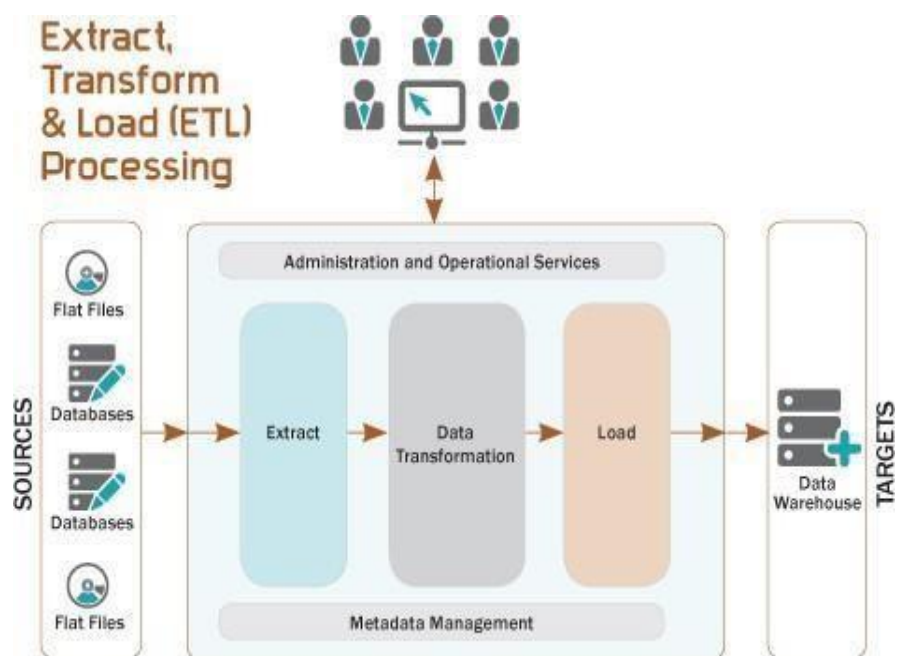 Extract,
Transform
& Load (ETL)
Processing
Administration and Operational Services
SOURCES
Flat Files
Databases
Databases
Flat Files
Extract
Data
Transformation
Load
Data
Warehouse
TARGETS
Metadada Management